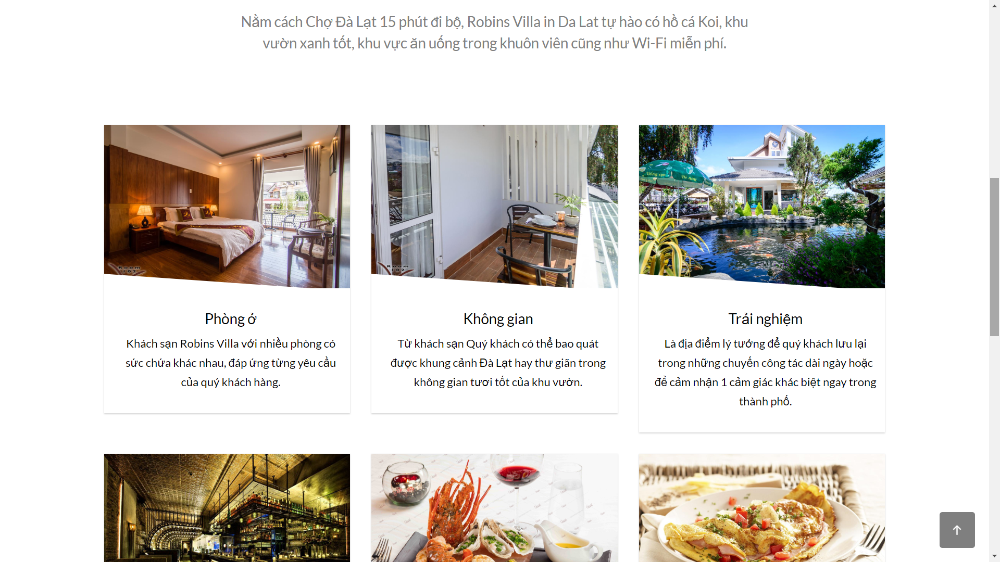 Nằm cách Chợ Đà Lạt 15 phút đi bộ, Robins Villa in Da Lat tự hào có hồ cá Koi, khu
vườn xanh tốt, khu vực ăn uống trong khuôn viên cũng như Wi-Fi miễn phí.
Uống cạn
Hè này
Room
102
Room
102
Phòng ở
Khách sạn Robins Villa với nhiều phòng có
sức chứa khác nhau, đáp ứng từng yêu cầu
của quý khách hàng.
Không gian
Từ khách sạn Quý khách có thể bao quát
được khung cảnh Đà Lạt hay thư giãn trong
không gian tươi tốt của khu vườn.
Trải nghiệm
Là địa điểm lý tưởng để quý khách lưu lại
trong những chuyến công tác dài ngày hoặc
để cảm nhận 1 cảm giác khác biệt ngay trong
thành phố.